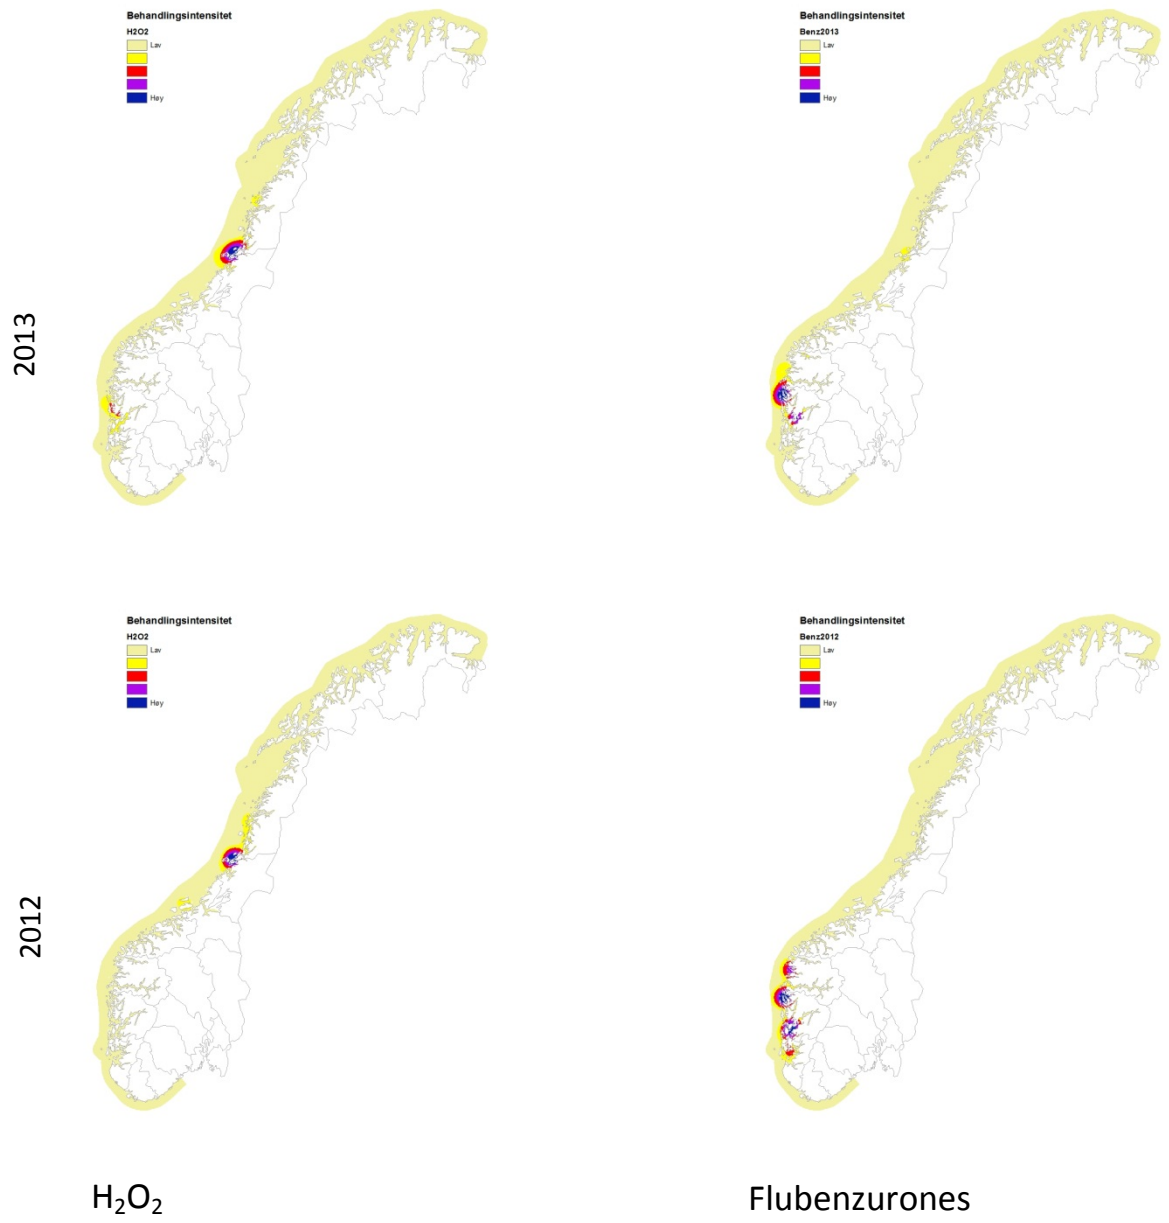 Behandlingsintensitet
H2O2
Lav
Høy
Behandlingsintensitet
Benz2013
Lav
Høy
2013
Behandlingsintensitet
H2O2
Lav
Høy
Behandlingsintensitet
Benz2012
Lav
Høy
2012
H₂O₂
Flubenzurones